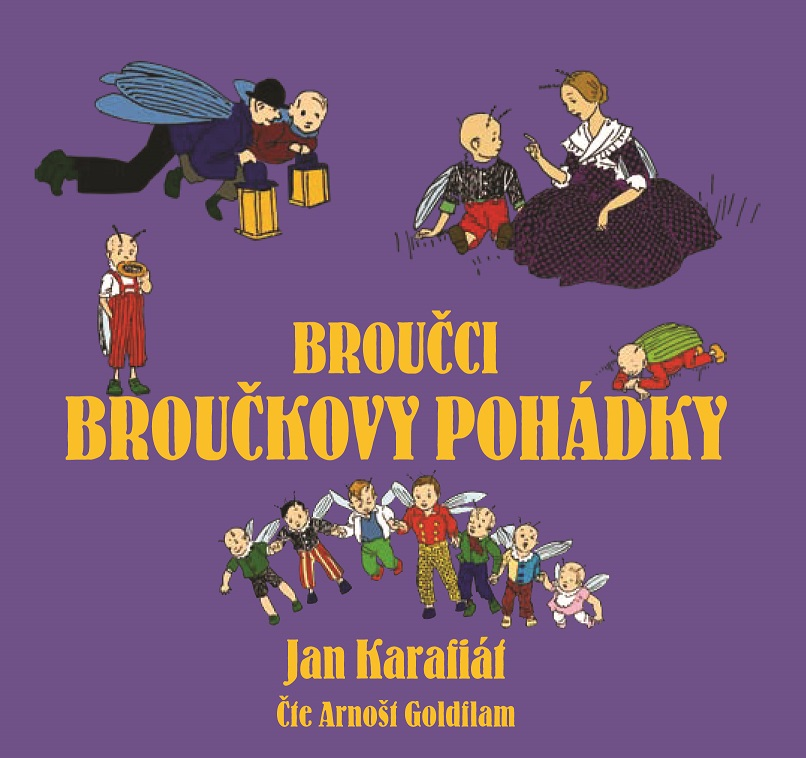 BROUČCI
BROUČKOVY POHÁDKY
Jan Karafiát
Čte Arnošt Goldflam